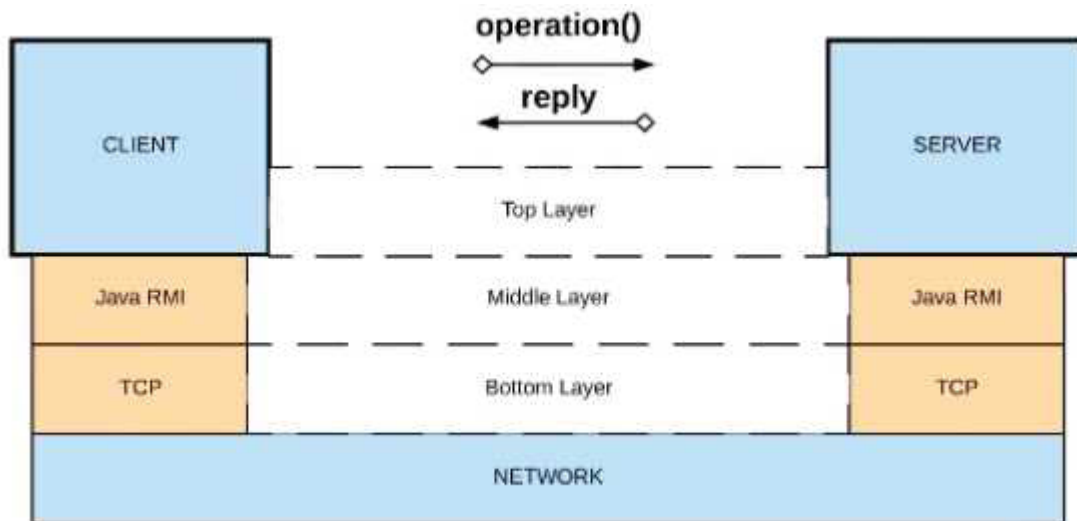 operation()
reply
CLIENT
SERVER
Top Layer
Java RMI
Middle Layer
Java RMI
TCP
Bottom Layer
TCP
NETWORK